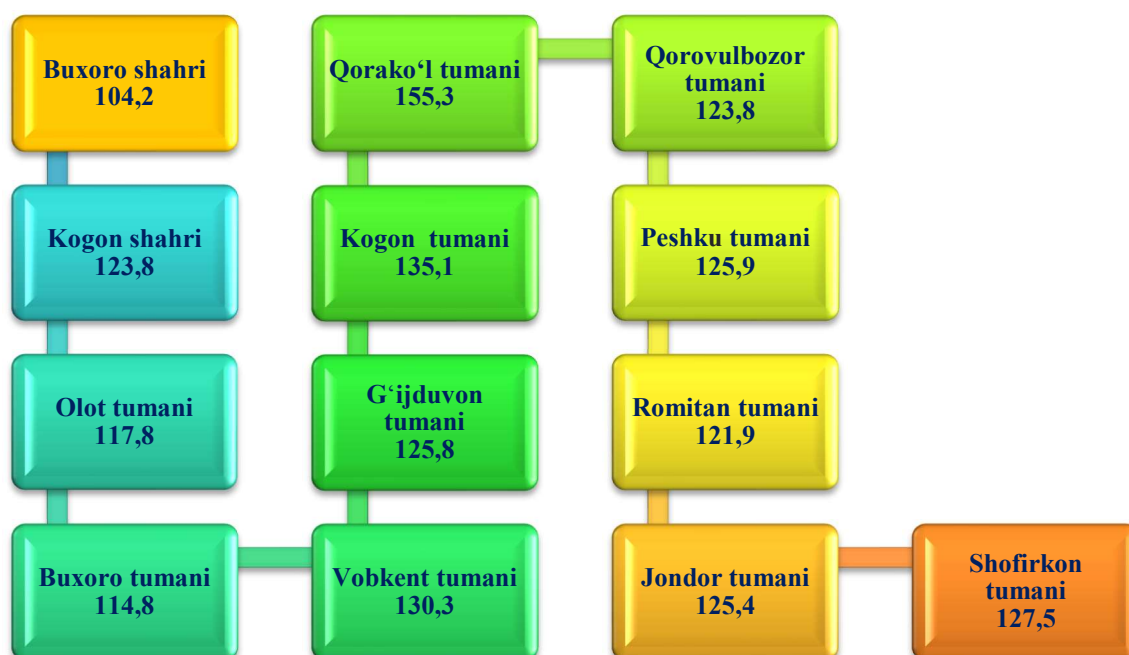 Buxoro shahri
104,2
Kogon shahri
123,8
Olot tumani
117,8
Buxoro tumani
114,8
Vobkent tumani
130,3
G‘ijduvon
tumani
125,8
Kogon  tumani
135,1
Qorako‘l tumani
155,3
Qorovulbozor
tumani
123,8
Peshku tumani
125,9
Romitan tumani
121,9
Jondor tumani
125,4
Shofirkon
tumani
127,5